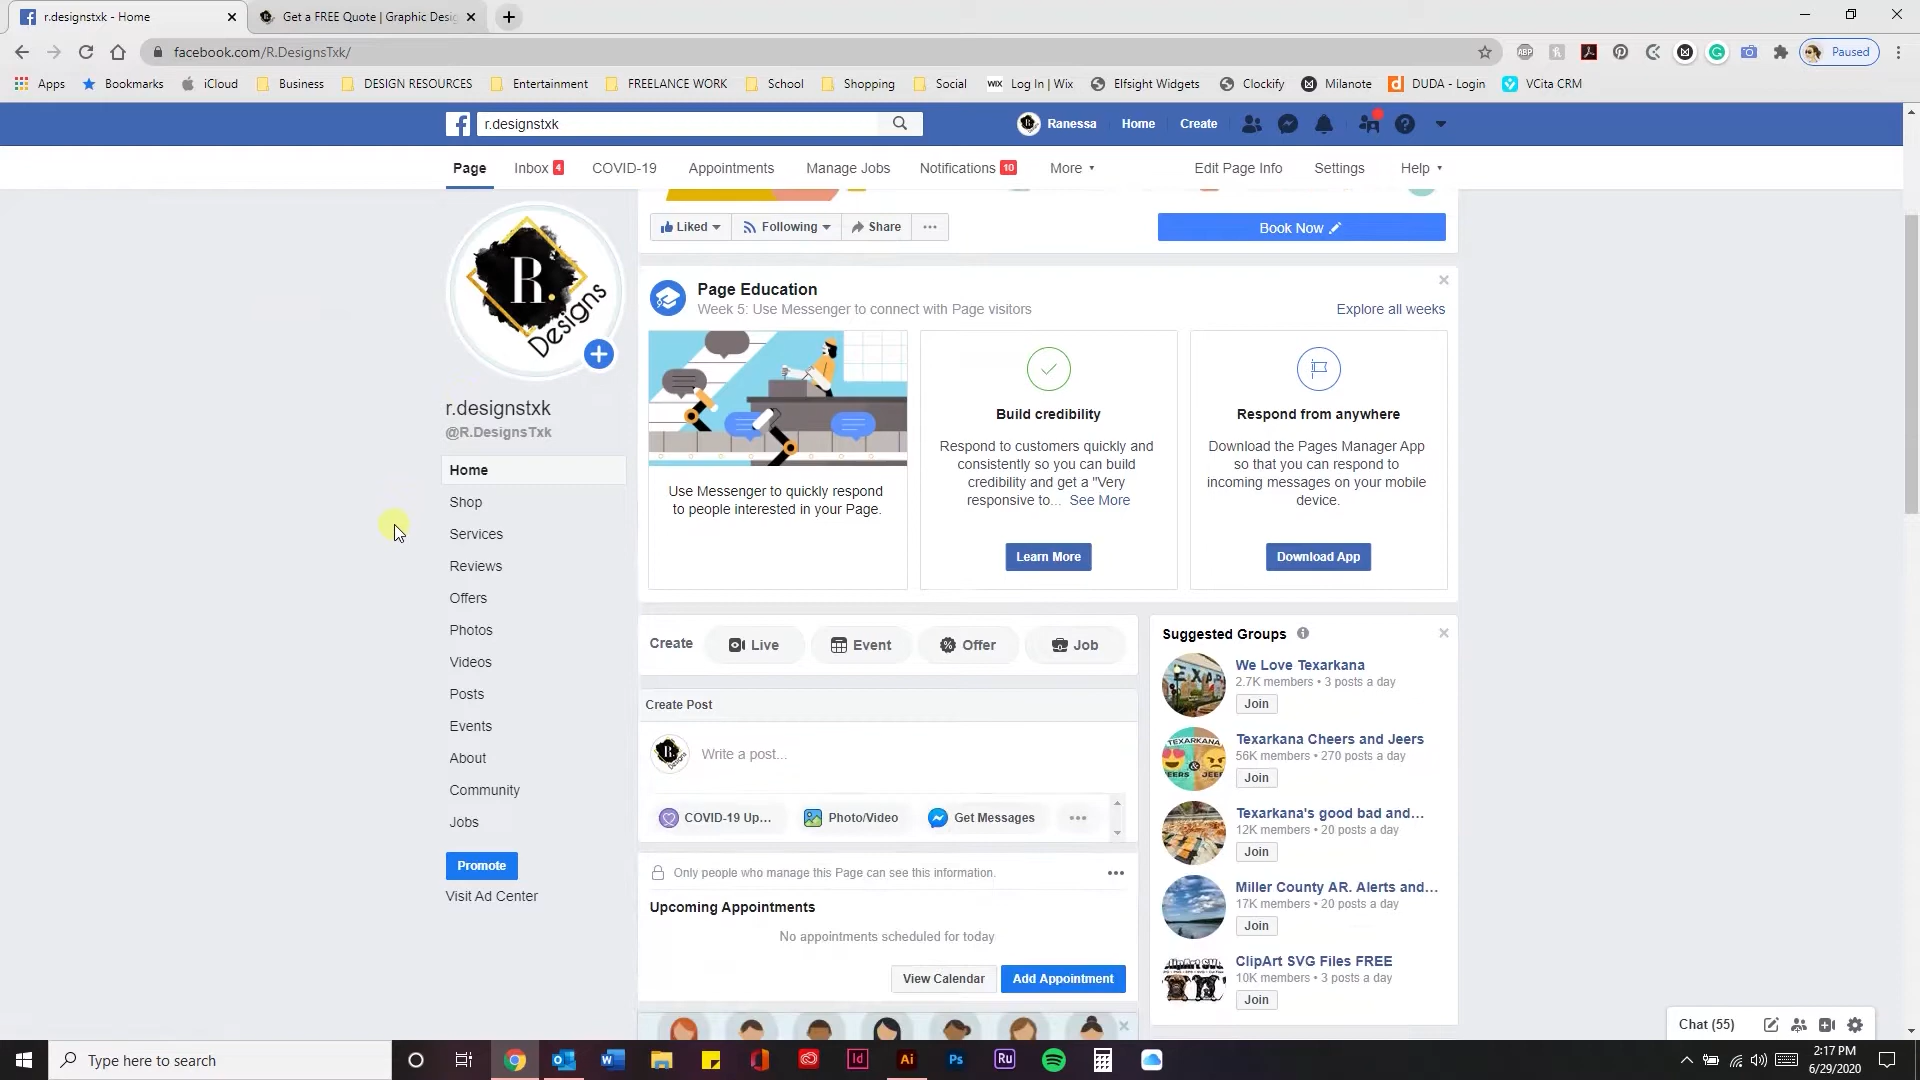 r.designstxk - Home
Get a FREE Quote | Graphic Desig
facebook.com/R.DesignsTxk/
ABP
Paused
Apps
Bookmarks
iCloud
Business
DESIGN RESOURCES
Entertainment
FREELANCE WORK
School
Shopping
Social
WIX Log In | Wix
Elfsight Widgets
Clockify
Milanote
DUDA - Login
VCita CRM
r.designstxk
Ranessa
Home
Create
Page
Inbox 4
COVID-19
Appointments
Manage Jobs
Notifications 10
More
Edit Page Info
Settings
Help
R.
Designs
r.designstxk
@R.DesignsTxk
Home
Shop
Services
Reviews
Offers
Photos
Videos
Posts
Events
About
Community
Jobs
Promote
Visit Ad Center
Liked
Following
Share
Book Now
Page Education
Week 5: Use Messenger to connect with Page visitors
Explore all weeks
Use Messenger to quickly respond
to people interested in your Page.
Build credibility
Respond to customers quickly and
consistently so you can build
credibility and get a "Very
responsive to... See More
Learn More
Respond from anywhere
Download the Pages Manager App
so that you can respond to
incoming messages on your mobile
device.
Download App
Create
Live
Event
Offer
Job
Create Post
Write a post...
COVID-19 Up...
Photo/Video
Get Messages
Only people who manage this Page can see this information.
Upcoming Appointments
No appointments scheduled for today
View Calendar
Add Appointment
Suggested Groups
We Love Texarkana
2.7K members • 3 posts a day
Join
Texarkana Cheers and Jeers
56K members • 270 posts a day
Join
Texarkana's good bad and...
12K members • 20 posts a day
Join
Miller County AR. Alerts and...
17K members • 20 posts a day
Join
ClipArt SVG Files FREE
10K members • 3 posts a day
Join
Chat (55)
Type here to search
Id
Ai
Ps
Ru
2:17 PM
6/29/2020